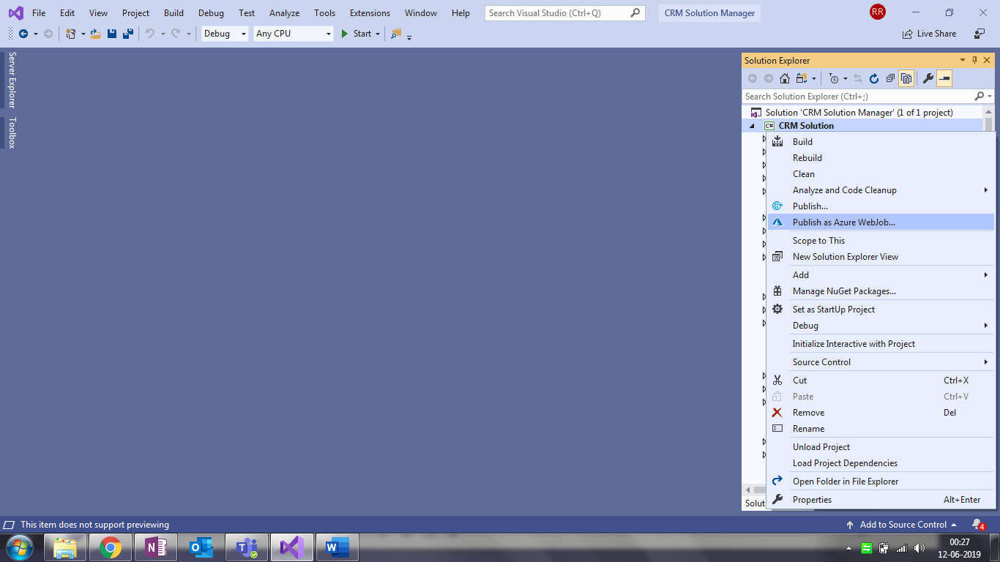 File Edit View Project Build Debug Test Analyze Tools Extensions Window Help Search Visual Studio (Ctrl+Q) CRM Solution Manager RR
Debug Any CPU Start Live Share
Server Explorer
Toolbox
Solution Explorer
Search Solution Explorer (Ctrl+;)
Solution 'CRM Solution Manager' (1 of 1 project)
C# CRM Solution
Build
Rebuild
Clean
Analyze and Code Cleanup
Publish...
Publish as Azure WebJob...
Scope to This
New Solution Explorer View
Add
Manage NuGet Packages...
Set as StartUp Project
Debug
Initialize Interactive with Project
Source Control
Cut Ctrl+X
Paste Ctrl+V
Remove Del
Rename
Unload Project
Load Project Dependencies
Open Folder in File Explorer
Properties Alt+Enter
Solut
This item does not support previewing Add to Source Control 4
00:27
12-06-2019